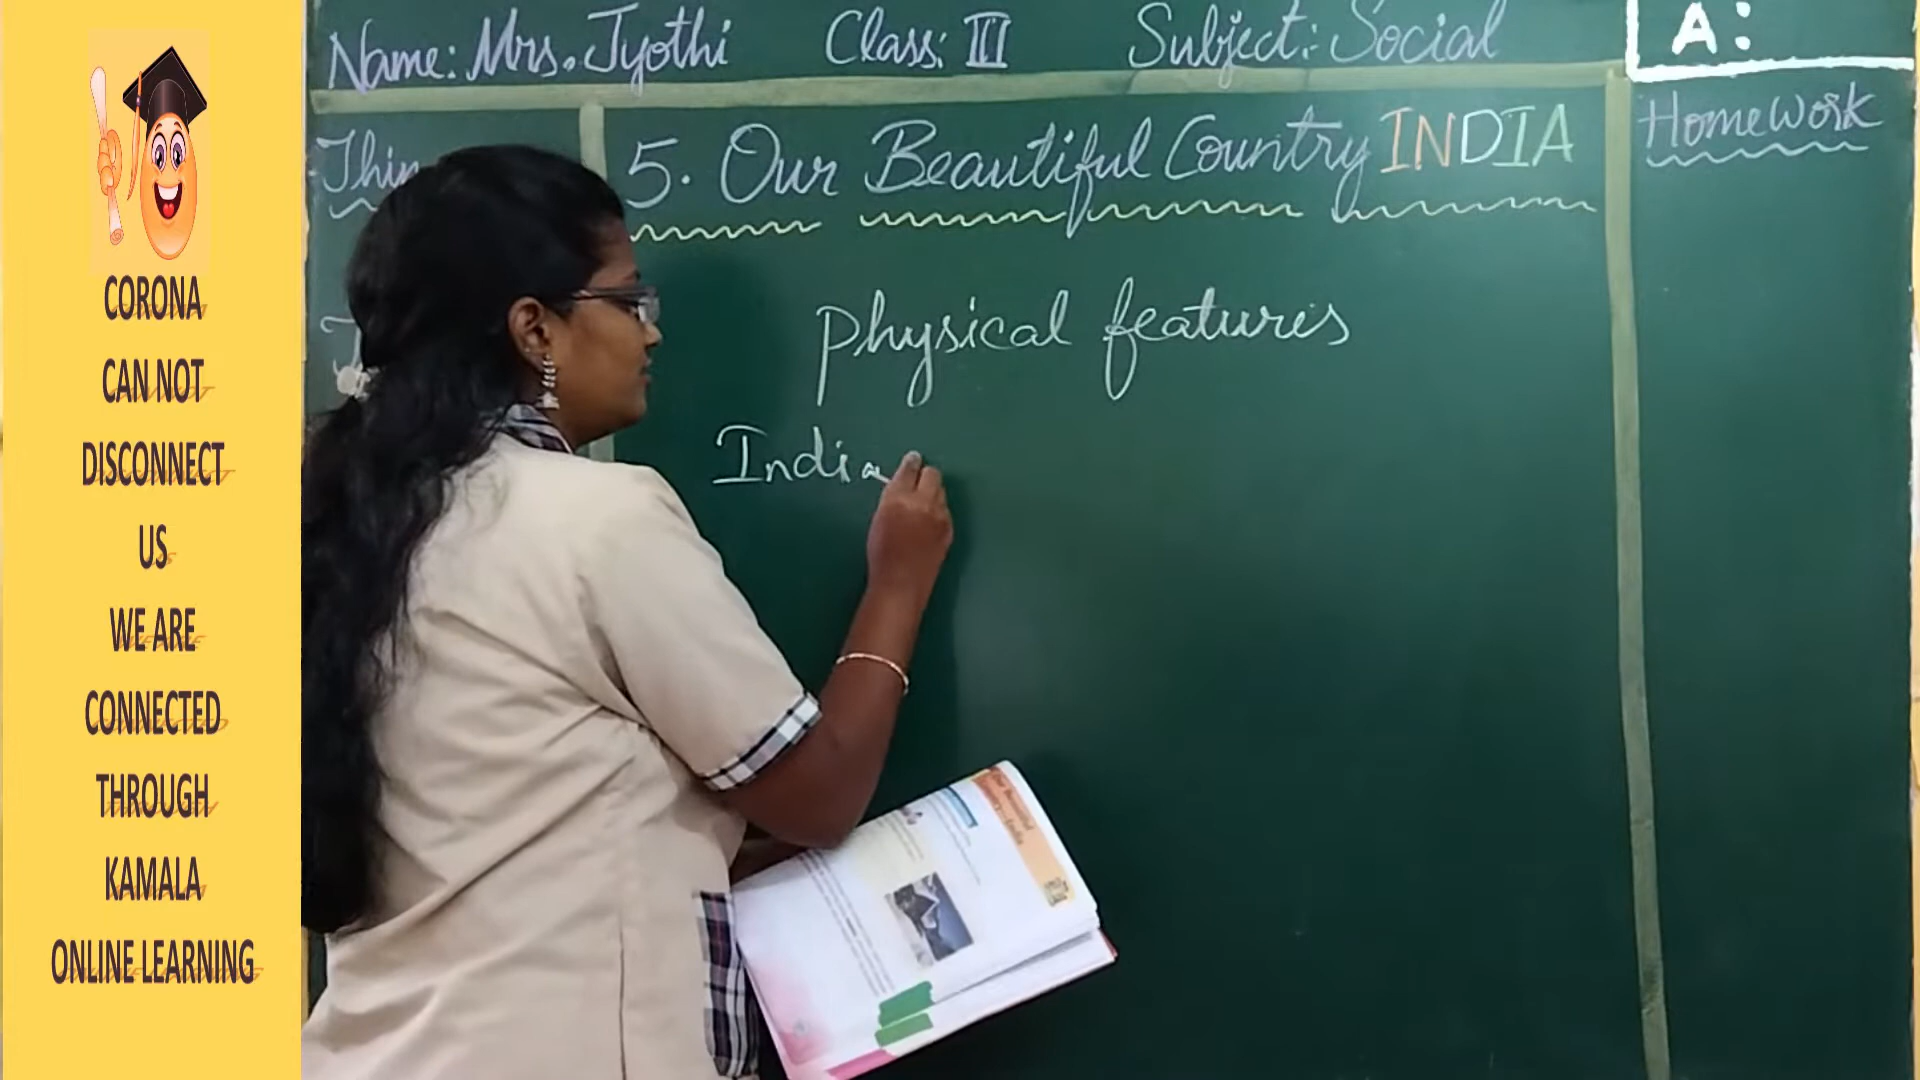 CORONA
CAN NOT
DISCONNECT
US
WE ARE
CONNECTED
THROUGH
KAMALA
ONLINE LEARNING
Name: Mrs. Jyothi Class: III Subject: Social
A:
5. Our Beautiful Country INDIA
HomeWork
Physical features
India